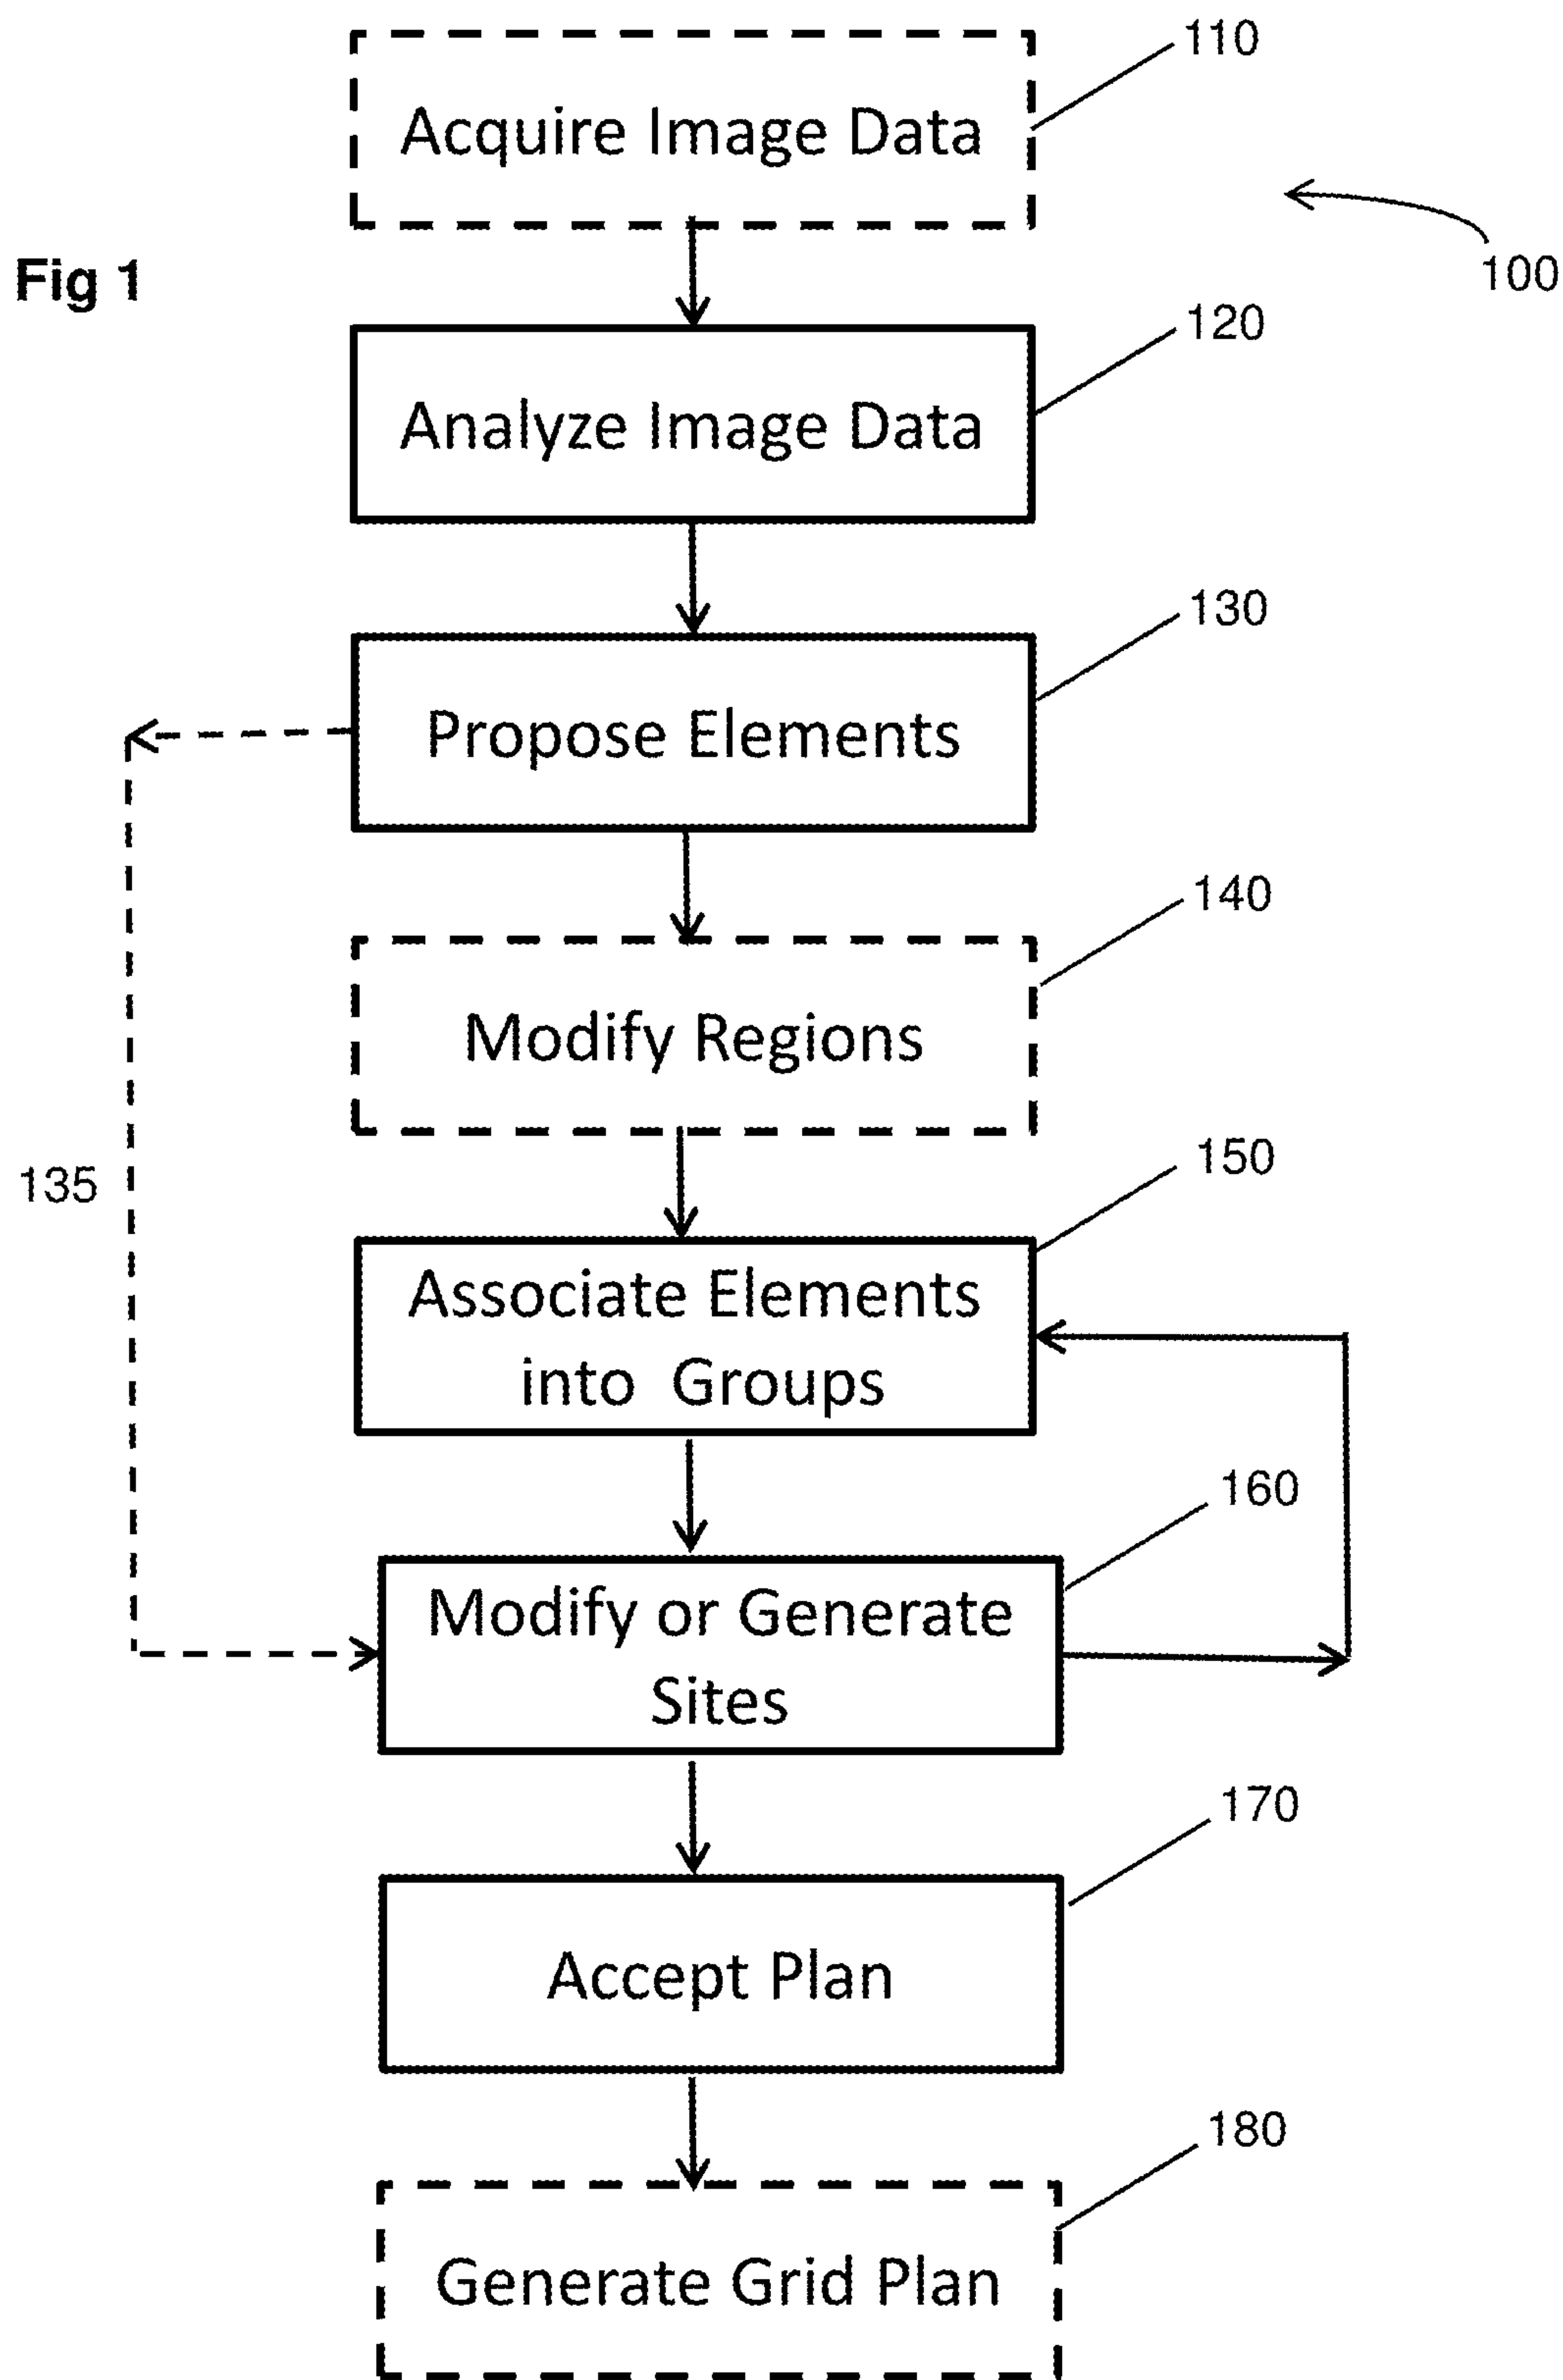 110
Acquire Image Data
100
Fig 1
120
Analyze Image Data
130
Propose Elements
140
Modify Regions
135
150
Associate Elements
into  Groups
160
Modify or Generate
Sites
170
Accept Plan
180
Generate Grid Plan